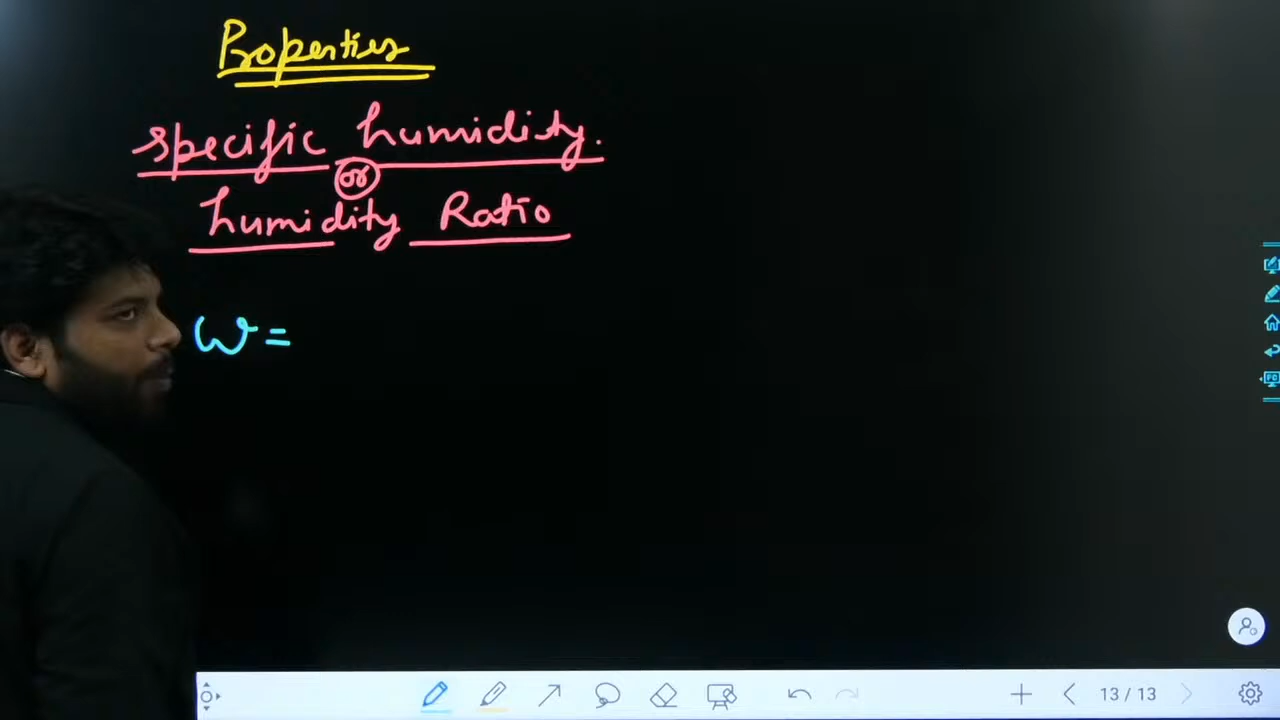 Properties
specific humidity.
or
humidity Ratio
ω =
13 / 13